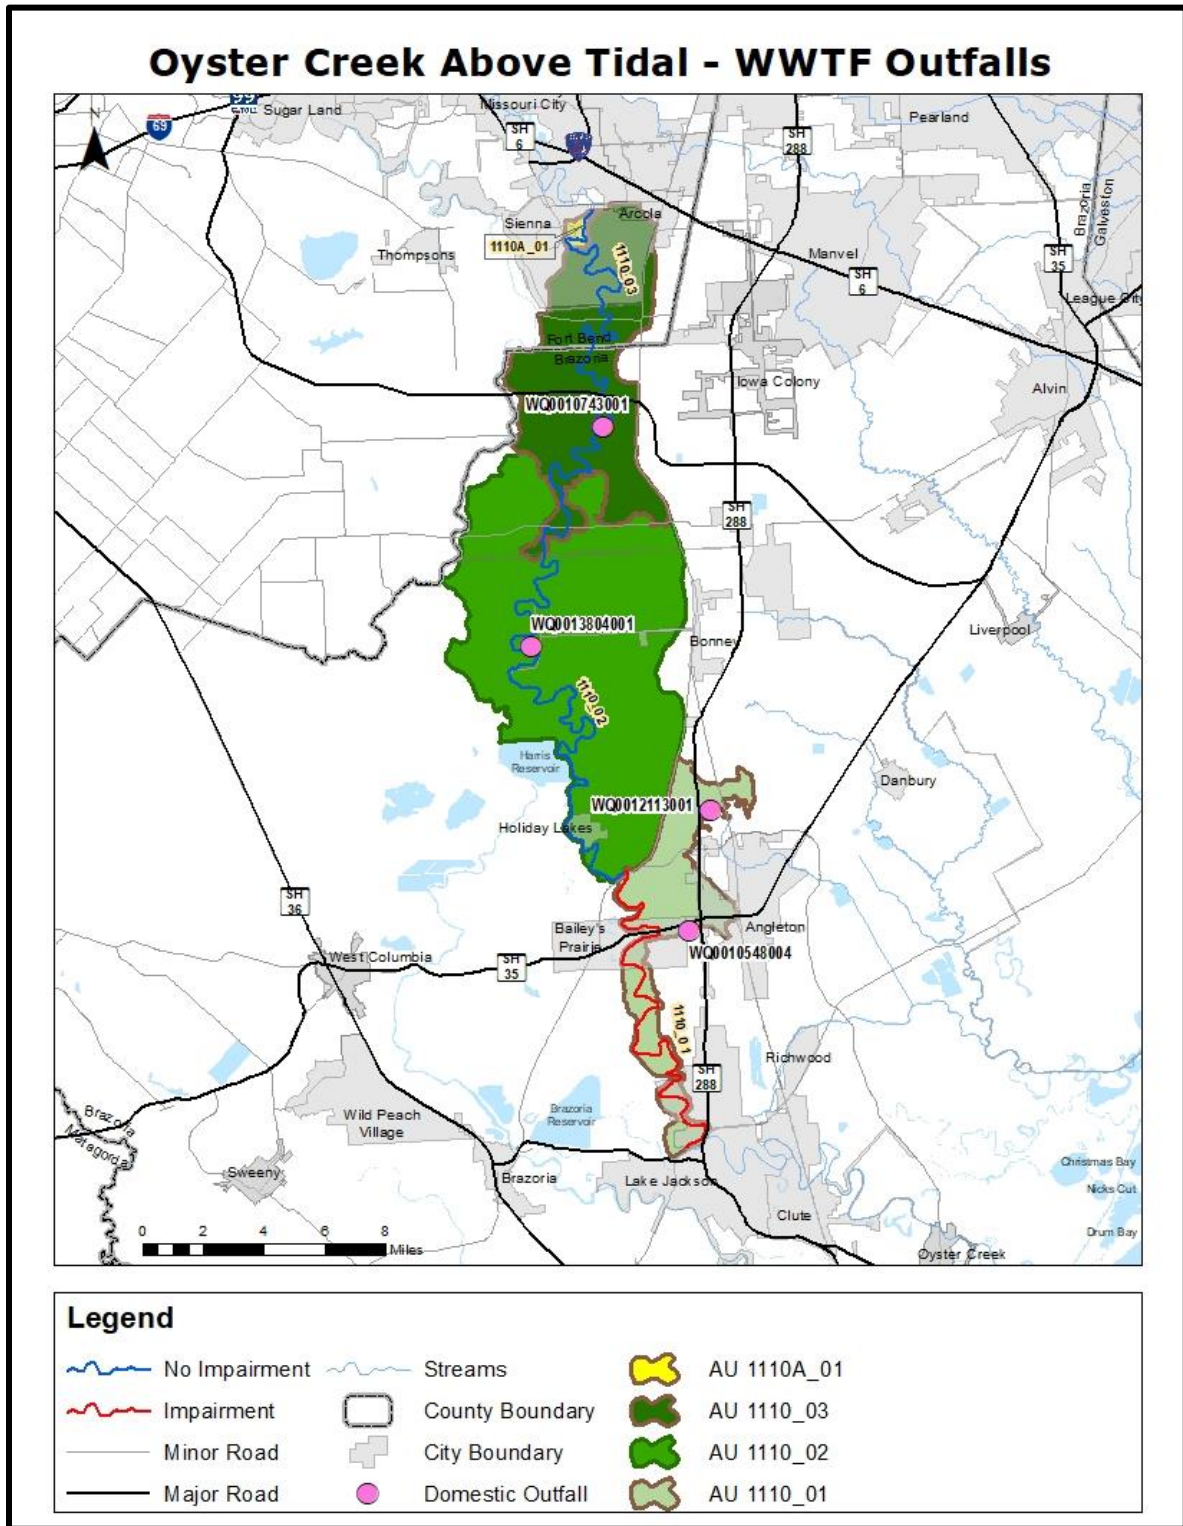 Oyster Creek Above Tidal - WWTF Outfalls
N
69
99
Sugar Land
Missouri City
SH
6
SH
288
Pearland
Brazoria
Galveston
Sienna
Arcola
1110A_01
1110_03
Thompsons
Manvel
SH
6
SH
35
League City
Fort Bend
Brazoria
Iowa Colony
Alvin
WQ0010743001
SH
288
WQ0013804001
Bonney
Liverpool
1110_02
Harris
Reservoir
Danbury
WQ0012113001
Holiday Lakes
SH
36
Bailey's
Prairie
Angleton
WQ0010548004
West Columbia
SH
35
1110_01
Richwood
SH
288
Brazoria
Matagorda
Wild Peach
Village
Brazoria
Reservoir
Sweeny
Brazoria
Lake Jackson
Clute
Christmas Bay
Nicks Cut
Drum Bay
Oyster Creek
0 2 4 6 8
Miles
Legend
No Impairment
Streams
AU 1110A_01
Impairment
County Boundary
AU 1110_03
Minor Road
City Boundary
AU 1110_02
Major Road
Domestic Outfall
AU 1110_01